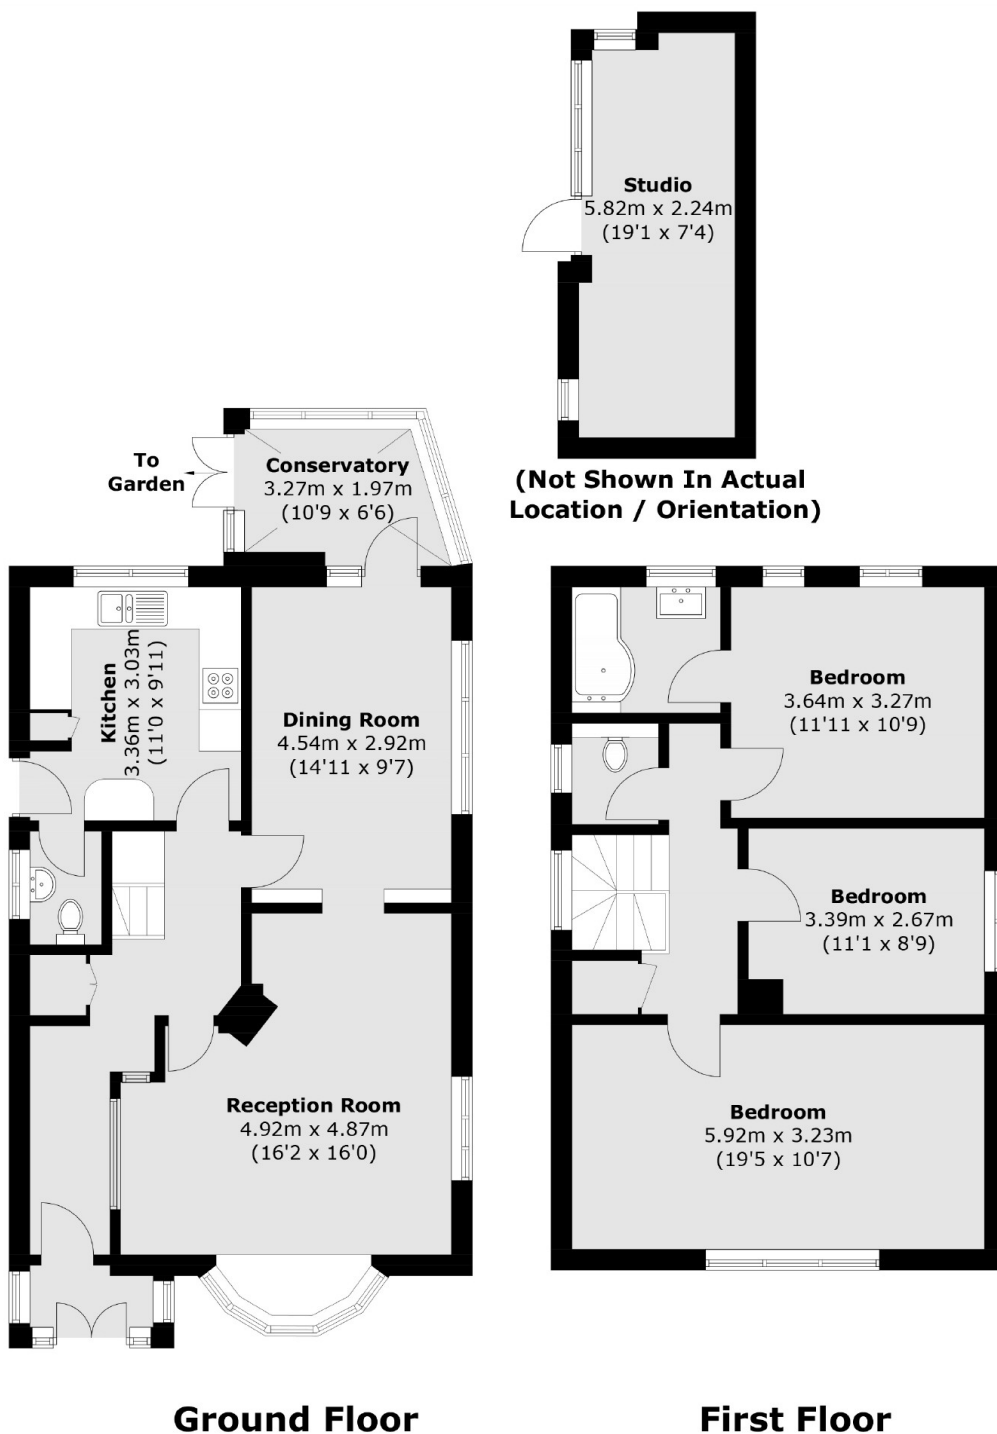 Studio
5.82m x 2.24m
(19'1 x 7'4)
(Not Shown In Actual
Location / Orientation)
To
Garden
Conservatory
3.27m x 1.97m
(10'9 x 6'6)
Kitchen
3.36m x 3.03m
(11'0 x 9'11)
Dining Room
4.54m x 2.92m
(14'11 x 9'7)
Reception Room
4.92m x 4.87m
(16'2 x 16'0)
Bedroom
3.64m x 3.27m
(11'11 x 10'9)
Bedroom
3.39m x 2.67m
(11'1 x 8'9)
Bedroom
5.92m x 3.23m
(19'5 x 10'7)
Ground Floor
First Floor